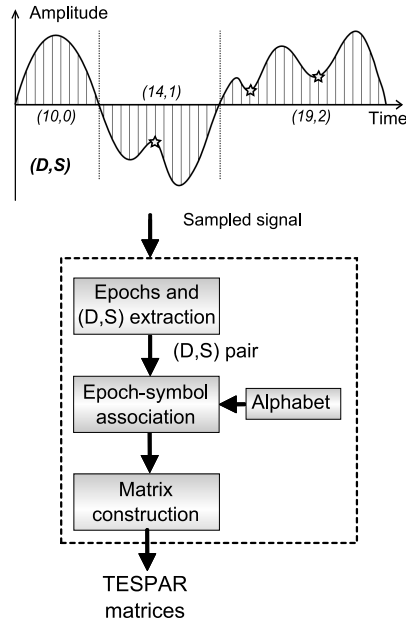 Amplitude
(14,1)
(10,0)
(19,2)
Time
(D,S)
Sampled signal
Epochs and
(D,S) extraction
(D,S) pair
Epoch-symbol
association
Alphabet
Matrix
construction
TESPAR
matrices